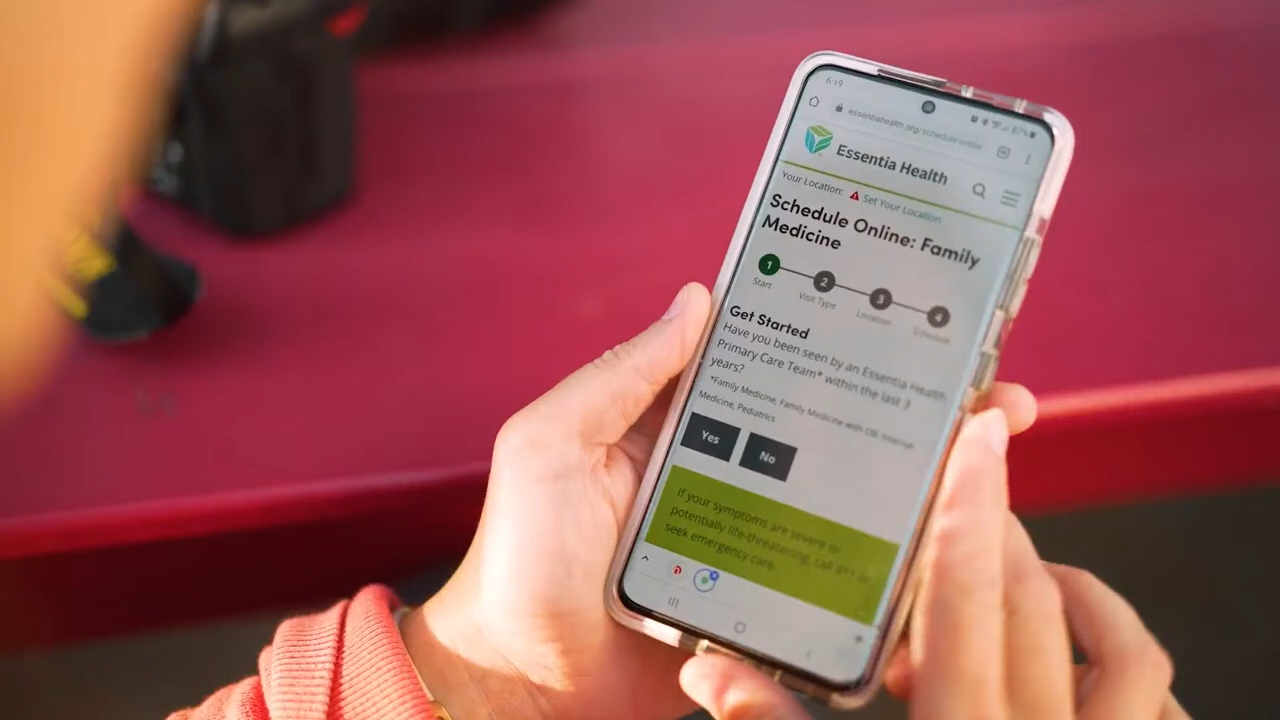 6:19
essentiahealth.org/schedule-online
87%
Essentia Health
Your Location: Set Your Location
Schedule Online: Family
Medicine
1 2 3 4
Start Visit Type Location Schedule
Get Started
Have you been seen by an Essentia Health
Primary Care Team* within the last 3
years?
*Family Medicine, Family Medicine with OB, Internal
Medicine, Pediatrics
Yes No
If your symptoms are severe or
potentially life-threatening, call 911 or
seek emergency care.